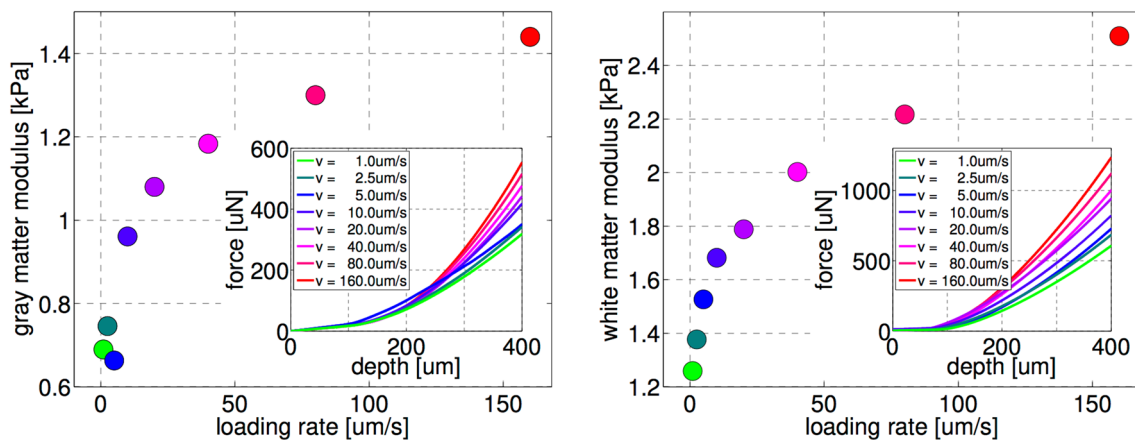 gray matter modulus [kPa]
1.4
1.2
1
0.8
0.6
0
50
100
150
loading rate [um/s]
force [uN]
600
400
200
0
v = 1.0um/s
v = 2.5um/s
v = 5.0um/s
v = 10.0um/s
v = 20.0um/s
v = 40.0um/s
v = 80.0um/s
v = 160.0um/s
0
200
400
depth [um]
white matter modulus [kPa]
2.4
2.2
2
1.8
1.6
1.4
1.2
0
50
100
150
loading rate [um/s]
force [uN]
1000
500
0
v = 1.0um/s
v = 2.5um/s
v = 5.0um/s
v = 10.0um/s
v = 20.0um/s
v = 40.0um/s
v = 80.0um/s
v = 160.0um/s
0
200
400
depth [um]